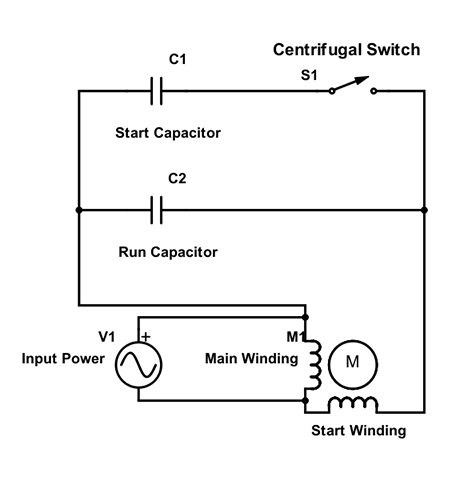 Centrifugal Switch
C1
S1
Start Capacitor
C2
Run Capacitor
V1
+
M1
Input Power
Main Winding
M
Start Winding